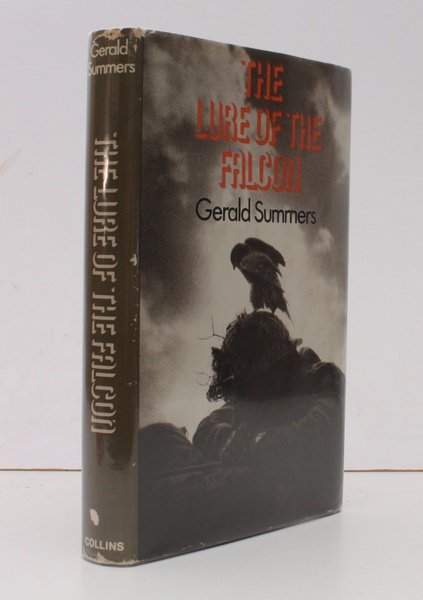 Gerald
Summers
THE LURE OF THE FALCON
COLLINS
THE
LURE OF THE
FALCON
Gerald Summers